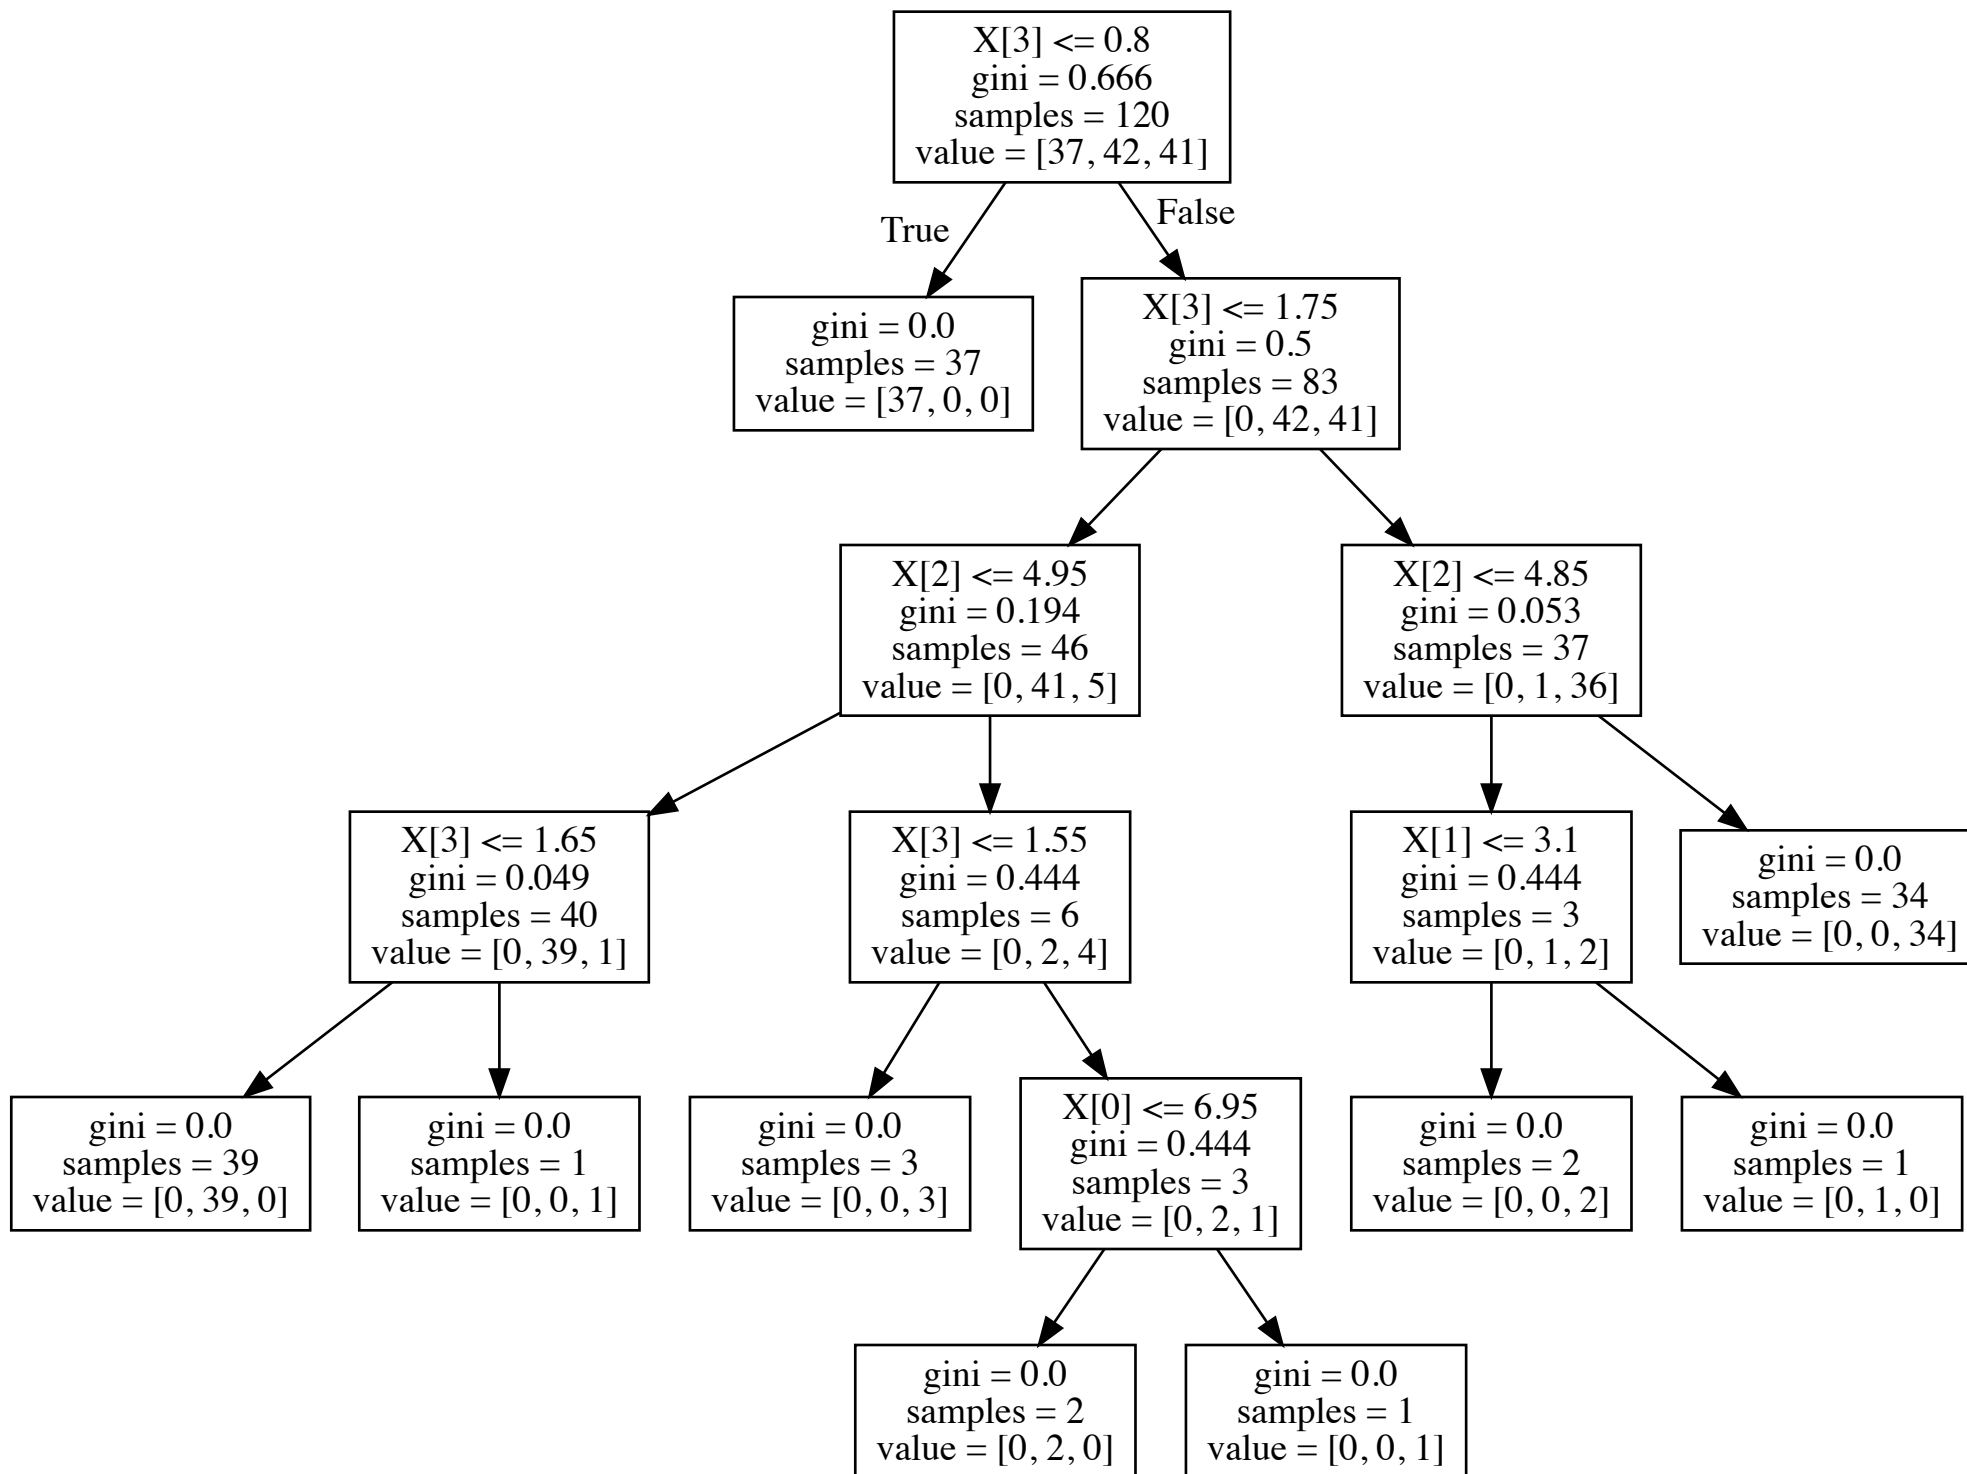 X[3] <= 0.8
gini = 0.666
samples = 120
value = [37, 42, 41]
True
False
gini = 0.0
samples = 37
value = [37, 0, 0]
X[3] <= 1.75
gini = 0.5
samples = 83
value = [0, 42, 41]
X[2] <= 4.95
gini = 0.194
samples = 46
value = [0, 41, 5]
X[2] <= 4.85
gini = 0.053
samples = 37
value = [0, 1, 36]
X[3] <= 1.65
gini = 0.049
samples = 40
value = [0, 39, 1]
X[3] <= 1.55
gini = 0.444
samples = 6
value = [0, 2, 4]
X[1] <= 3.1
gini = 0.444
samples = 3
value = [0, 1, 2]
gini = 0.0
samples = 34
value = [0, 0, 34]
gini = 0.0
samples = 39
value = [0, 39, 0]
gini = 0.0
samples = 1
value = [0, 0, 1]
gini = 0.0
samples = 3
value = [0, 0, 3]
X[0] <= 6.95
gini = 0.444
samples = 3
value = [0, 2, 1]
gini = 0.0
samples = 2
value = [0, 0, 2]
gini = 0.0
samples = 1
value = [0, 1, 0]
gini = 0.0
samples = 2
value = [0, 2, 0]
gini = 0.0
samples = 1
value = [0, 0, 1]